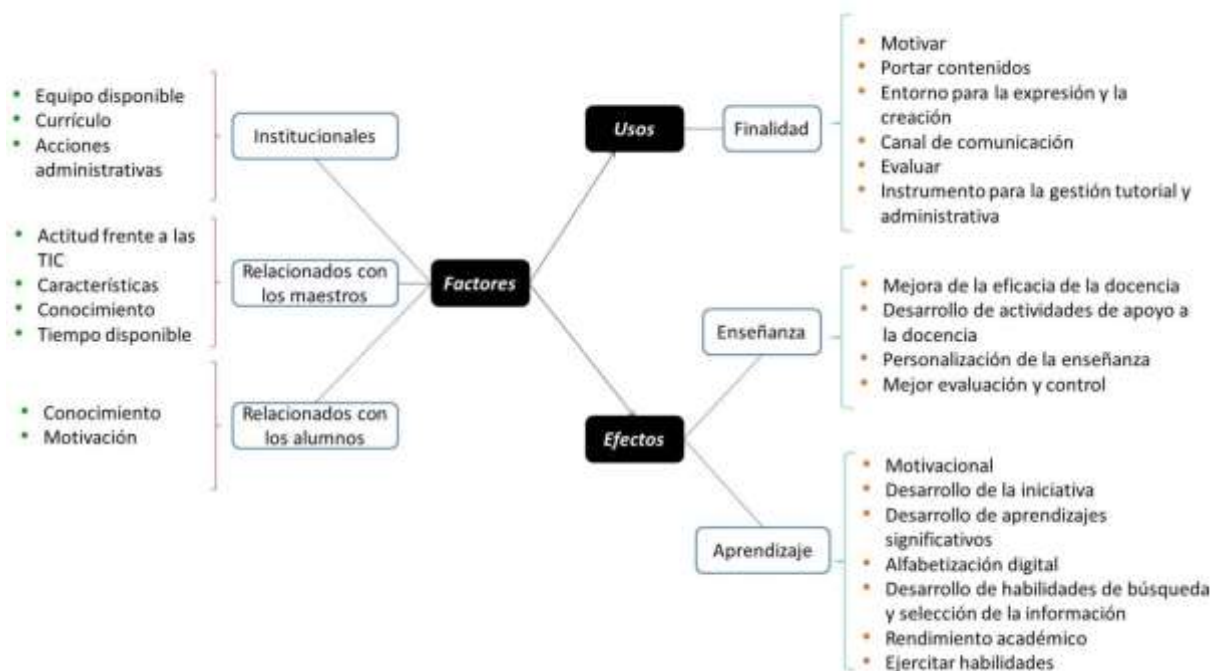 • Equipo disponible
• Currículo
• Acciones
administrativas
Institucionales
• Actitud frente a las
TIC
• Características
• Conocimiento
• Tiempo disponible
Relacionados con
los maestros
• Conocimiento
• Motivación
Relacionados con
los alumnos
Factores
Usos
Finalidad
• Motivar
• Portar contenidos
• Entorno para la expresión y la
creación
• Canal de comunicación
• Evaluar
• Instrumento para la gestión tutorial y
administrativa
Efectos
Enseñanza
• Mejora de la eficacia de la docencia
• Desarrollo de actividades de apoyo a
la docencia
• Personalización de la enseñanza
• Mejor evaluación y control
Aprendizaje
• Motivacional
• Desarrollo de la iniciativa
• Desarrollo de aprendizajes
significativos
• Alfabetización digital
• Desarrollo de habilidades de búsqueda
y selección de la información
• Rendimiento académico
• Ejercitar habilidades